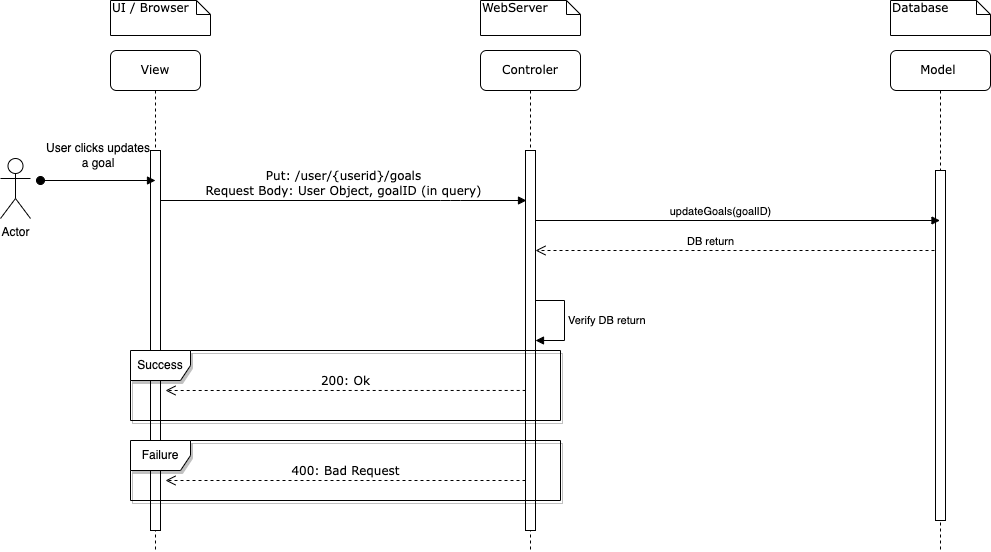 UI / Browser
WebServer
Database
View
Controler
Model
User clicks updates
a goal
Put: /user/{userid}/goals
Request Body: User Object, goalID (in query)
Actor
updateGoals(goalID)
DB return
Verify DB return
Success
200: Ok
Failure
400: Bad Request